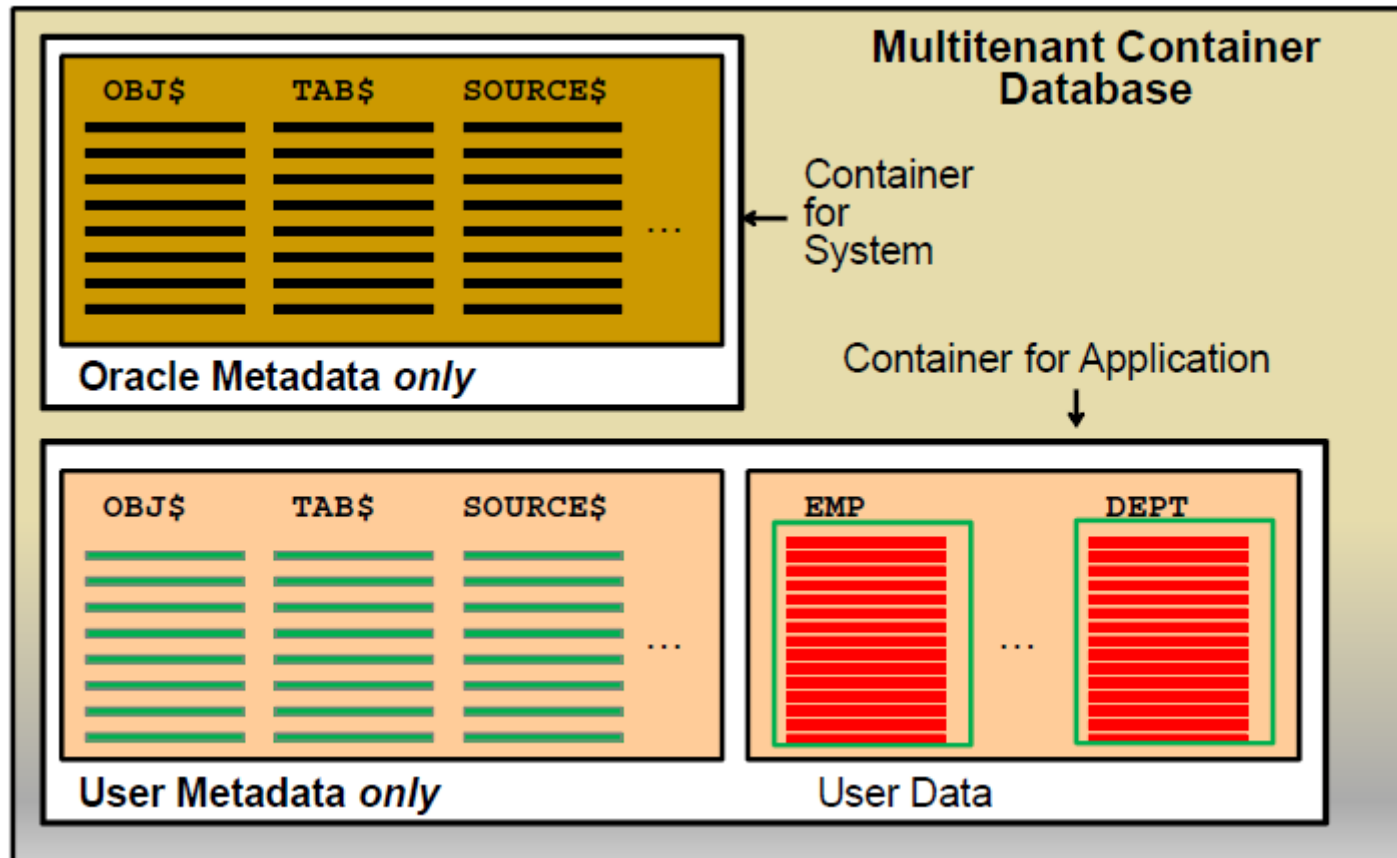 Multitenant Container
Database
OBJ$ TAB$ SOURCE$
...
Container
for
System
Oracle Metadata only
Container for Application
OBJ$ TAB$ SOURCE$
...
EMP DEPT
...
User Metadata only
User Data